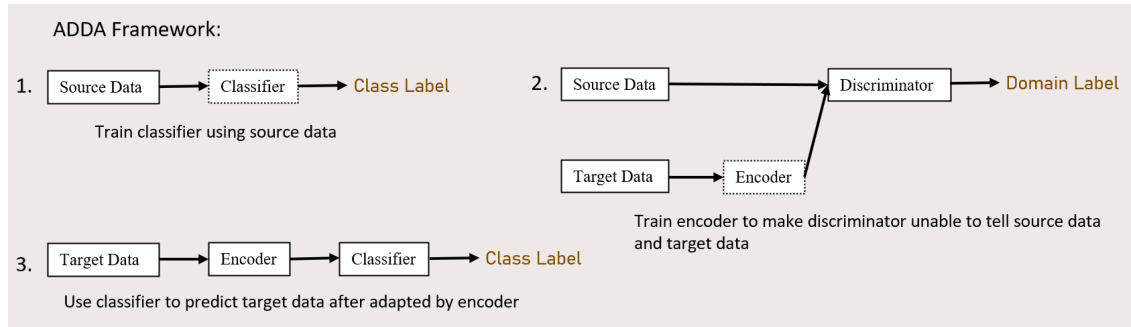 ADDA Framework:
1.
Source Data
Classifier
Class Label
Train classifier using source data
2.
Source Data
Discriminator
Domain Label
Target Data
Encoder
Train encoder to make discriminator unable to tell source data
and target data
3.
Target Data
Encoder
Classifier
Class Label
Use classifier to predict target data after adapted by encoder